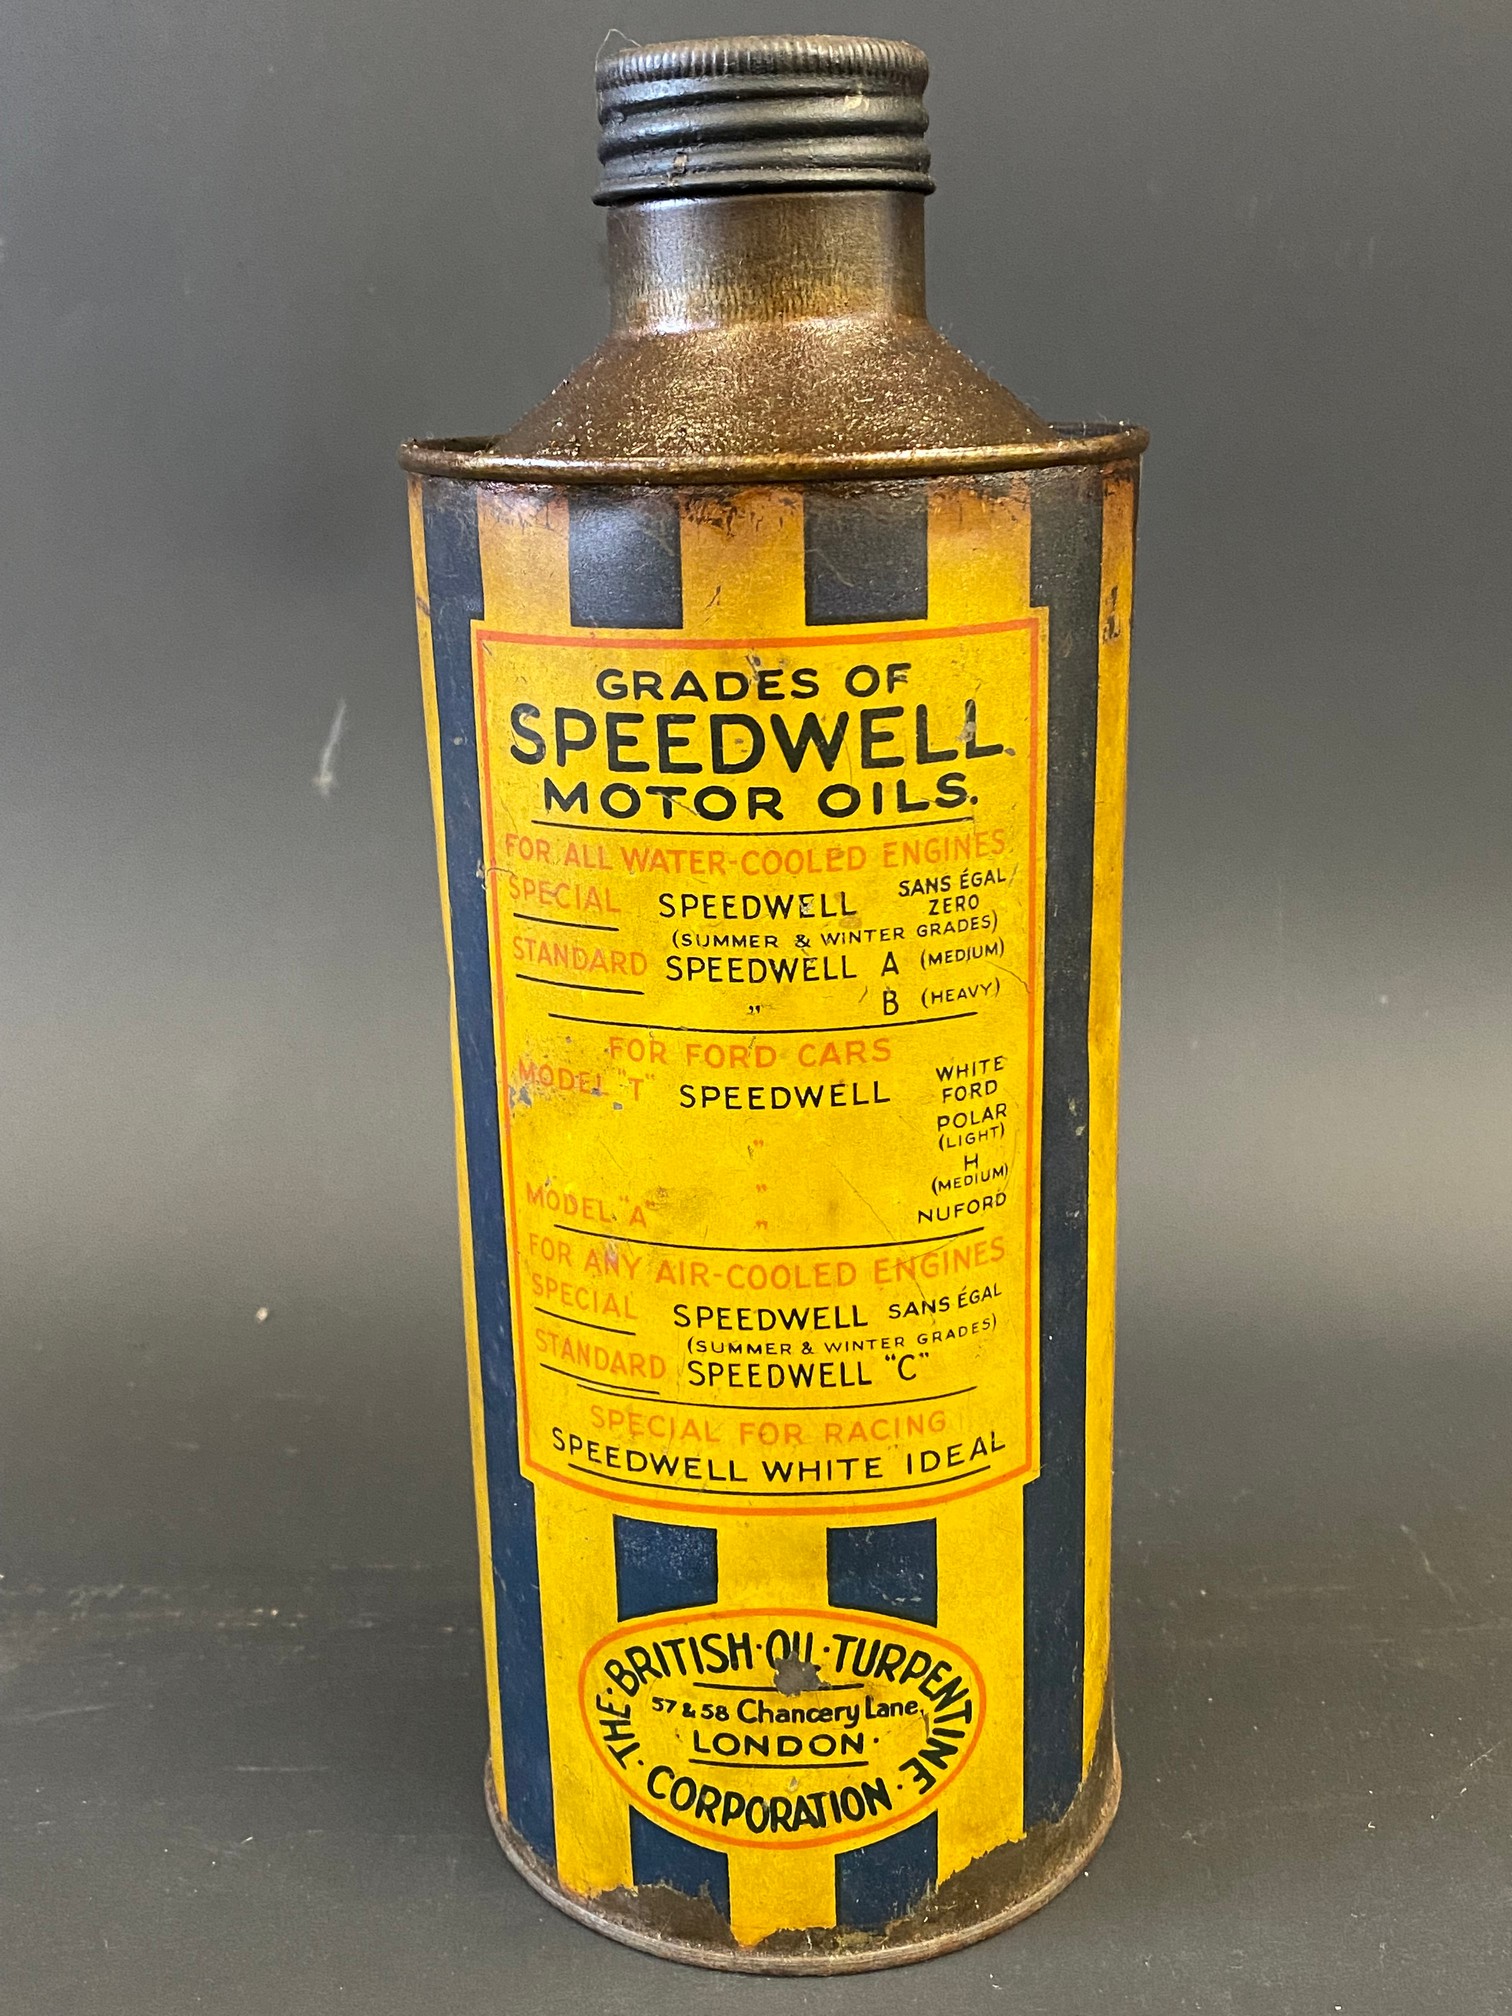 GRADES OF
SPEEDWELL
MOTOR OILS.
FOR ALL WATER-COOLED ENGINES
SPECIAL SPEEDWELL SANS ÉGAL
ZERO
(SUMMER & WINTER GRADES)
STANDARD SPEEDWELL A (MEDIUM)
„ B (HEAVY)
FOR FORD CARS
MODEL "T" SPEEDWELL WHITE
FORD
„ POLAR
(LIGHT)
„ H
(MEDIUM)
MODEL "A" „ NUFORD
FOR ANY AIR-COOLED ENGINES
SPECIAL SPEEDWELL SANS ÉGAL
(SUMMER & WINTER GRADES)
STANDARD SPEEDWELL "C"
SPECIAL FOR RACING
SPEEDWELL WHITE IDEAL
THE·BRITISH·OIL·TURPENTINE·
57 & 58 Chancery Lane,
LONDON·
CORPORATION·